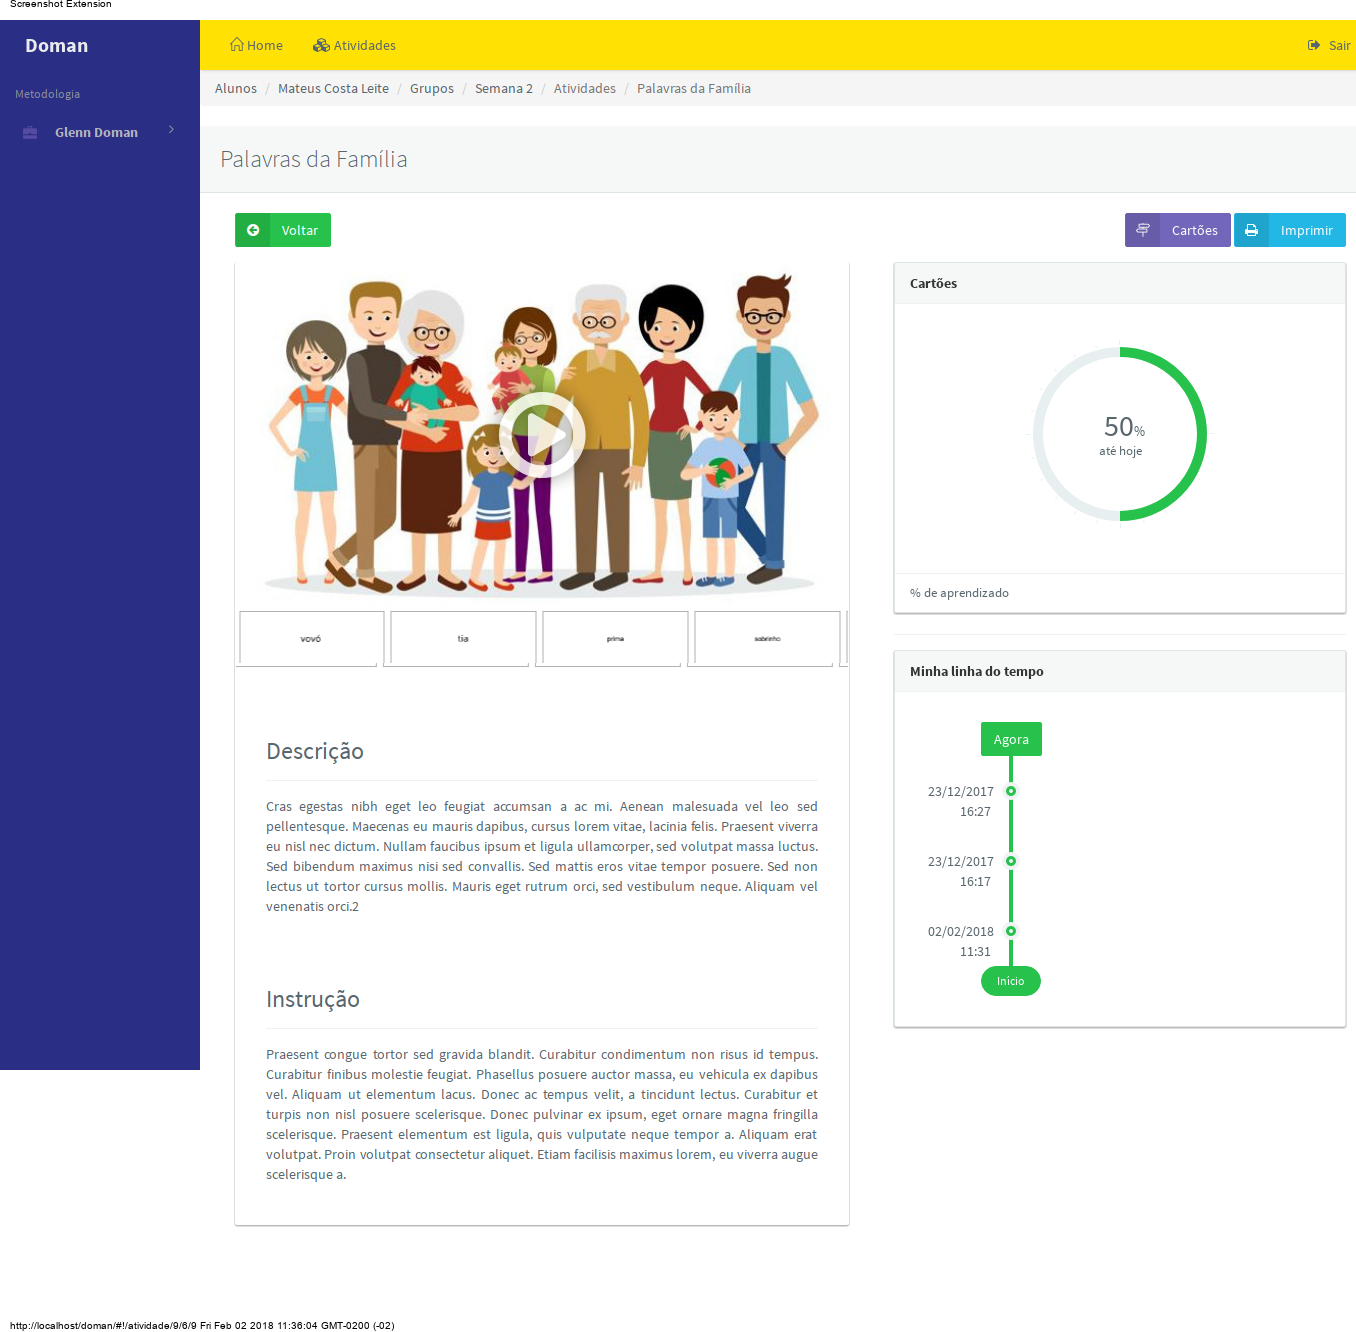 Screenshot Extension
Doman
Home
Atividades
Sair
Metodologia
Glenn Doman
Alunos / Mateus Costa Leite / Grupos / Semana 2 / Atividades / Palavras da Família
Palavras da Família
Voltar
Cartões
Imprimir
vovó
tia
prima
sobrinho
Descrição
Cras egestas nibh eget leo feugiat accumsan a ac mi. Aenean malesuada vel leo sed
pellentesque. Maecenas eu mauris dapibus, cursus lorem vitae, lacinia felis. Praesent viverra
eu nisl nec dictum. Nullam faucibus ipsum et ligula ullamcorper, sed volutpat massa luctus.
Sed bibendum maximus nisi sed convallis. Sed mattis eros vitae tempor posuere. Sed non
lectus ut tortor cursus mollis. Mauris eget rutrum orci, sed vestibulum neque. Aliquam vel
venenatis orci.2
Instrução
Praesent congue tortor sed gravida blandit. Curabitur condimentum non risus id tempus.
Curabitur finibus molestie feugiat. Phasellus posuere auctor massa, eu vehicula ex dapibus
vel. Aliquam ut elementum lacus. Donec ac tempus velit, a tincidunt lectus. Curabitur et
turpis non nisl posuere scelerisque. Donec pulvinar ex ipsum, eget ornare magna fringilla
scelerisque. Praesent elementum est ligula, quis vulputate neque tempor a. Aliquam erat
volutpat. Proin volutpat consectetur aliquet. Etiam facilisis maximus lorem, eu viverra augue
scelerisque a.
Cartões
50%
até hoje
% de aprendizado
Minha linha do tempo
Agora
23/12/2017
16:27
23/12/2017
16:17
02/02/2018
11:31
Início
http://localhost/doman/#!/atividade/9/6/9 Fri Feb 02 2018 11:36:04 GMT-0200 (-02)